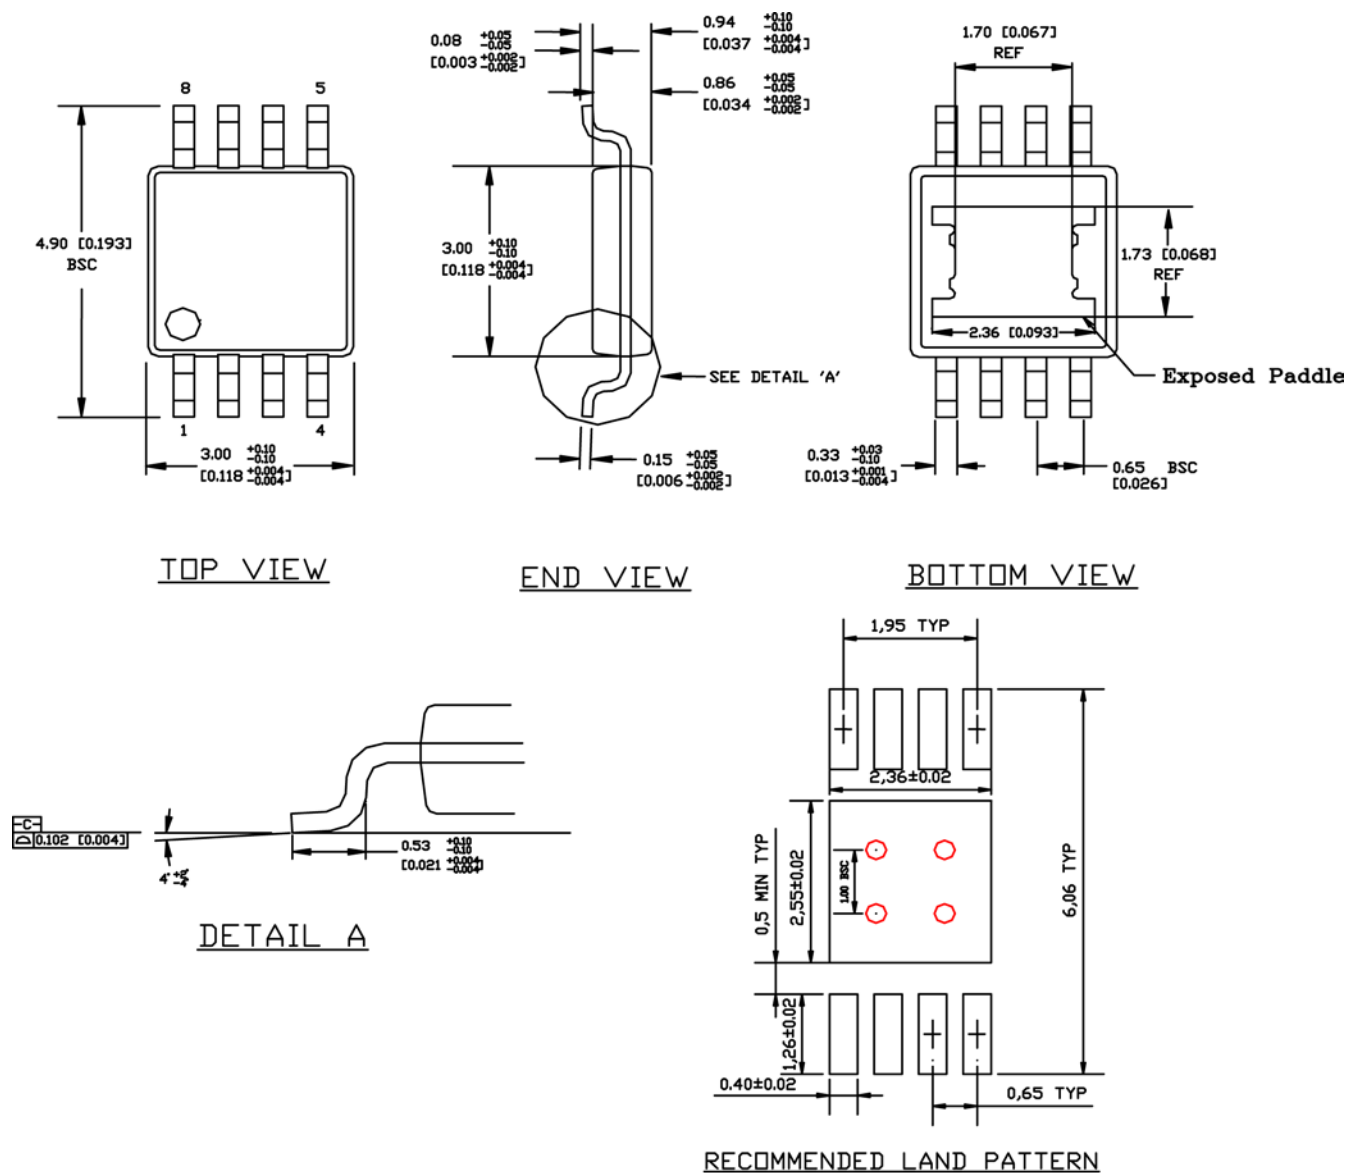 8
5
4.90 [0.193]
BSC
1
4
3.00 +0.10 -0.10
[0.118 +0.004 -0.004]
TOP VIEW
0.08 +0.05 -0.05
[0.003 +0.002 -0.002]
0.94 +0.10 -0.10
[0.037 +0.004 -0.004]
0.86 +0.05 -0.05
[0.034 +0.002 -0.002]
3.00 +0.10 -0.10
[0.118 +0.004 -0.004]
SEE DETAIL 'A'
0.15 +0.05 -0.05
[0.006 +0.002 -0.002]
END VIEW
1.70 [0.067]
REF
1.73 [0.068]
REF
2.36 [0.093]
Exposed Paddle
0.33 +0.03 -0.10
[0.013 +0.001 -0.004]
0.65 BSC
[0.026]
BOTTOM VIEW
-C-
0.102 [0.004]
4°
0.53 +0.10 -0.10
[0.021 +0.004 -0.004]
DETAIL A
1,95 TYP
2,36±0.02
0,5 MIN TYP
2,55±0.02
1.00 BSC
6,06 TYP
1,26±0.02
0.40±0.02
0,65 TYP
RECOMMENDED LAND PATTERN